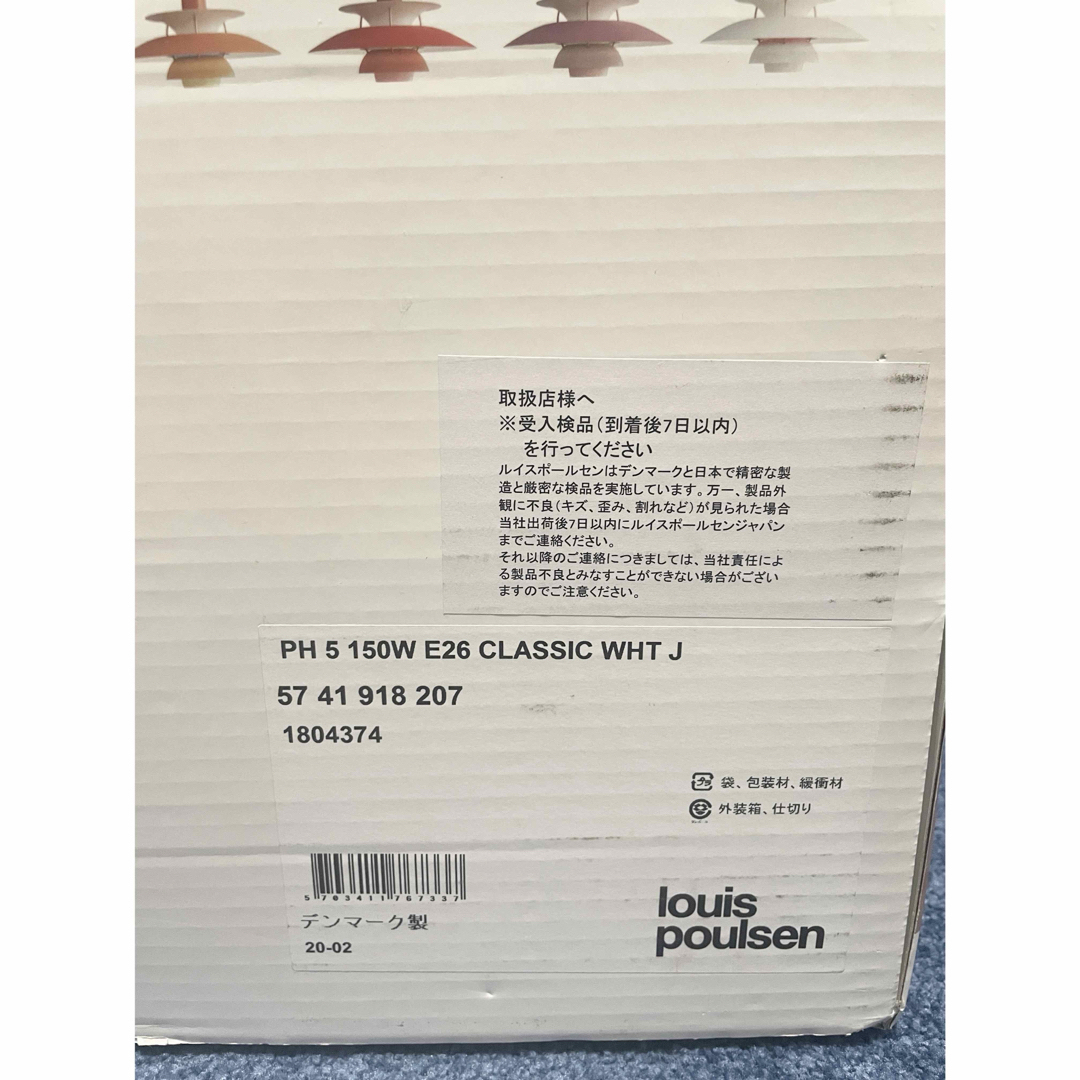 取扱店様へ
※受入検品（到着後7日以内）
を行ってください
ルイスポールセンはデンマークと日本で精密な製
造と厳密な検品を実施しています。万一、製品外
観に不良（キズ、歪み、割れなど）が見られた場合
当社出荷後7日以内にルイスポールセンジャパン
までご連絡ください。
それ以降のご連絡につきましては、当社責任によ
る製品不良とみなすことができない場合がござい
ますのでご注意ください。
PH 5 150W E26 CLASSIC WHT J
57 41 918 207
1804374
プラ 袋、包装材、緩衝材
外装箱、仕切り
5703411767337
デンマーク製
20-02
louis
poulsen